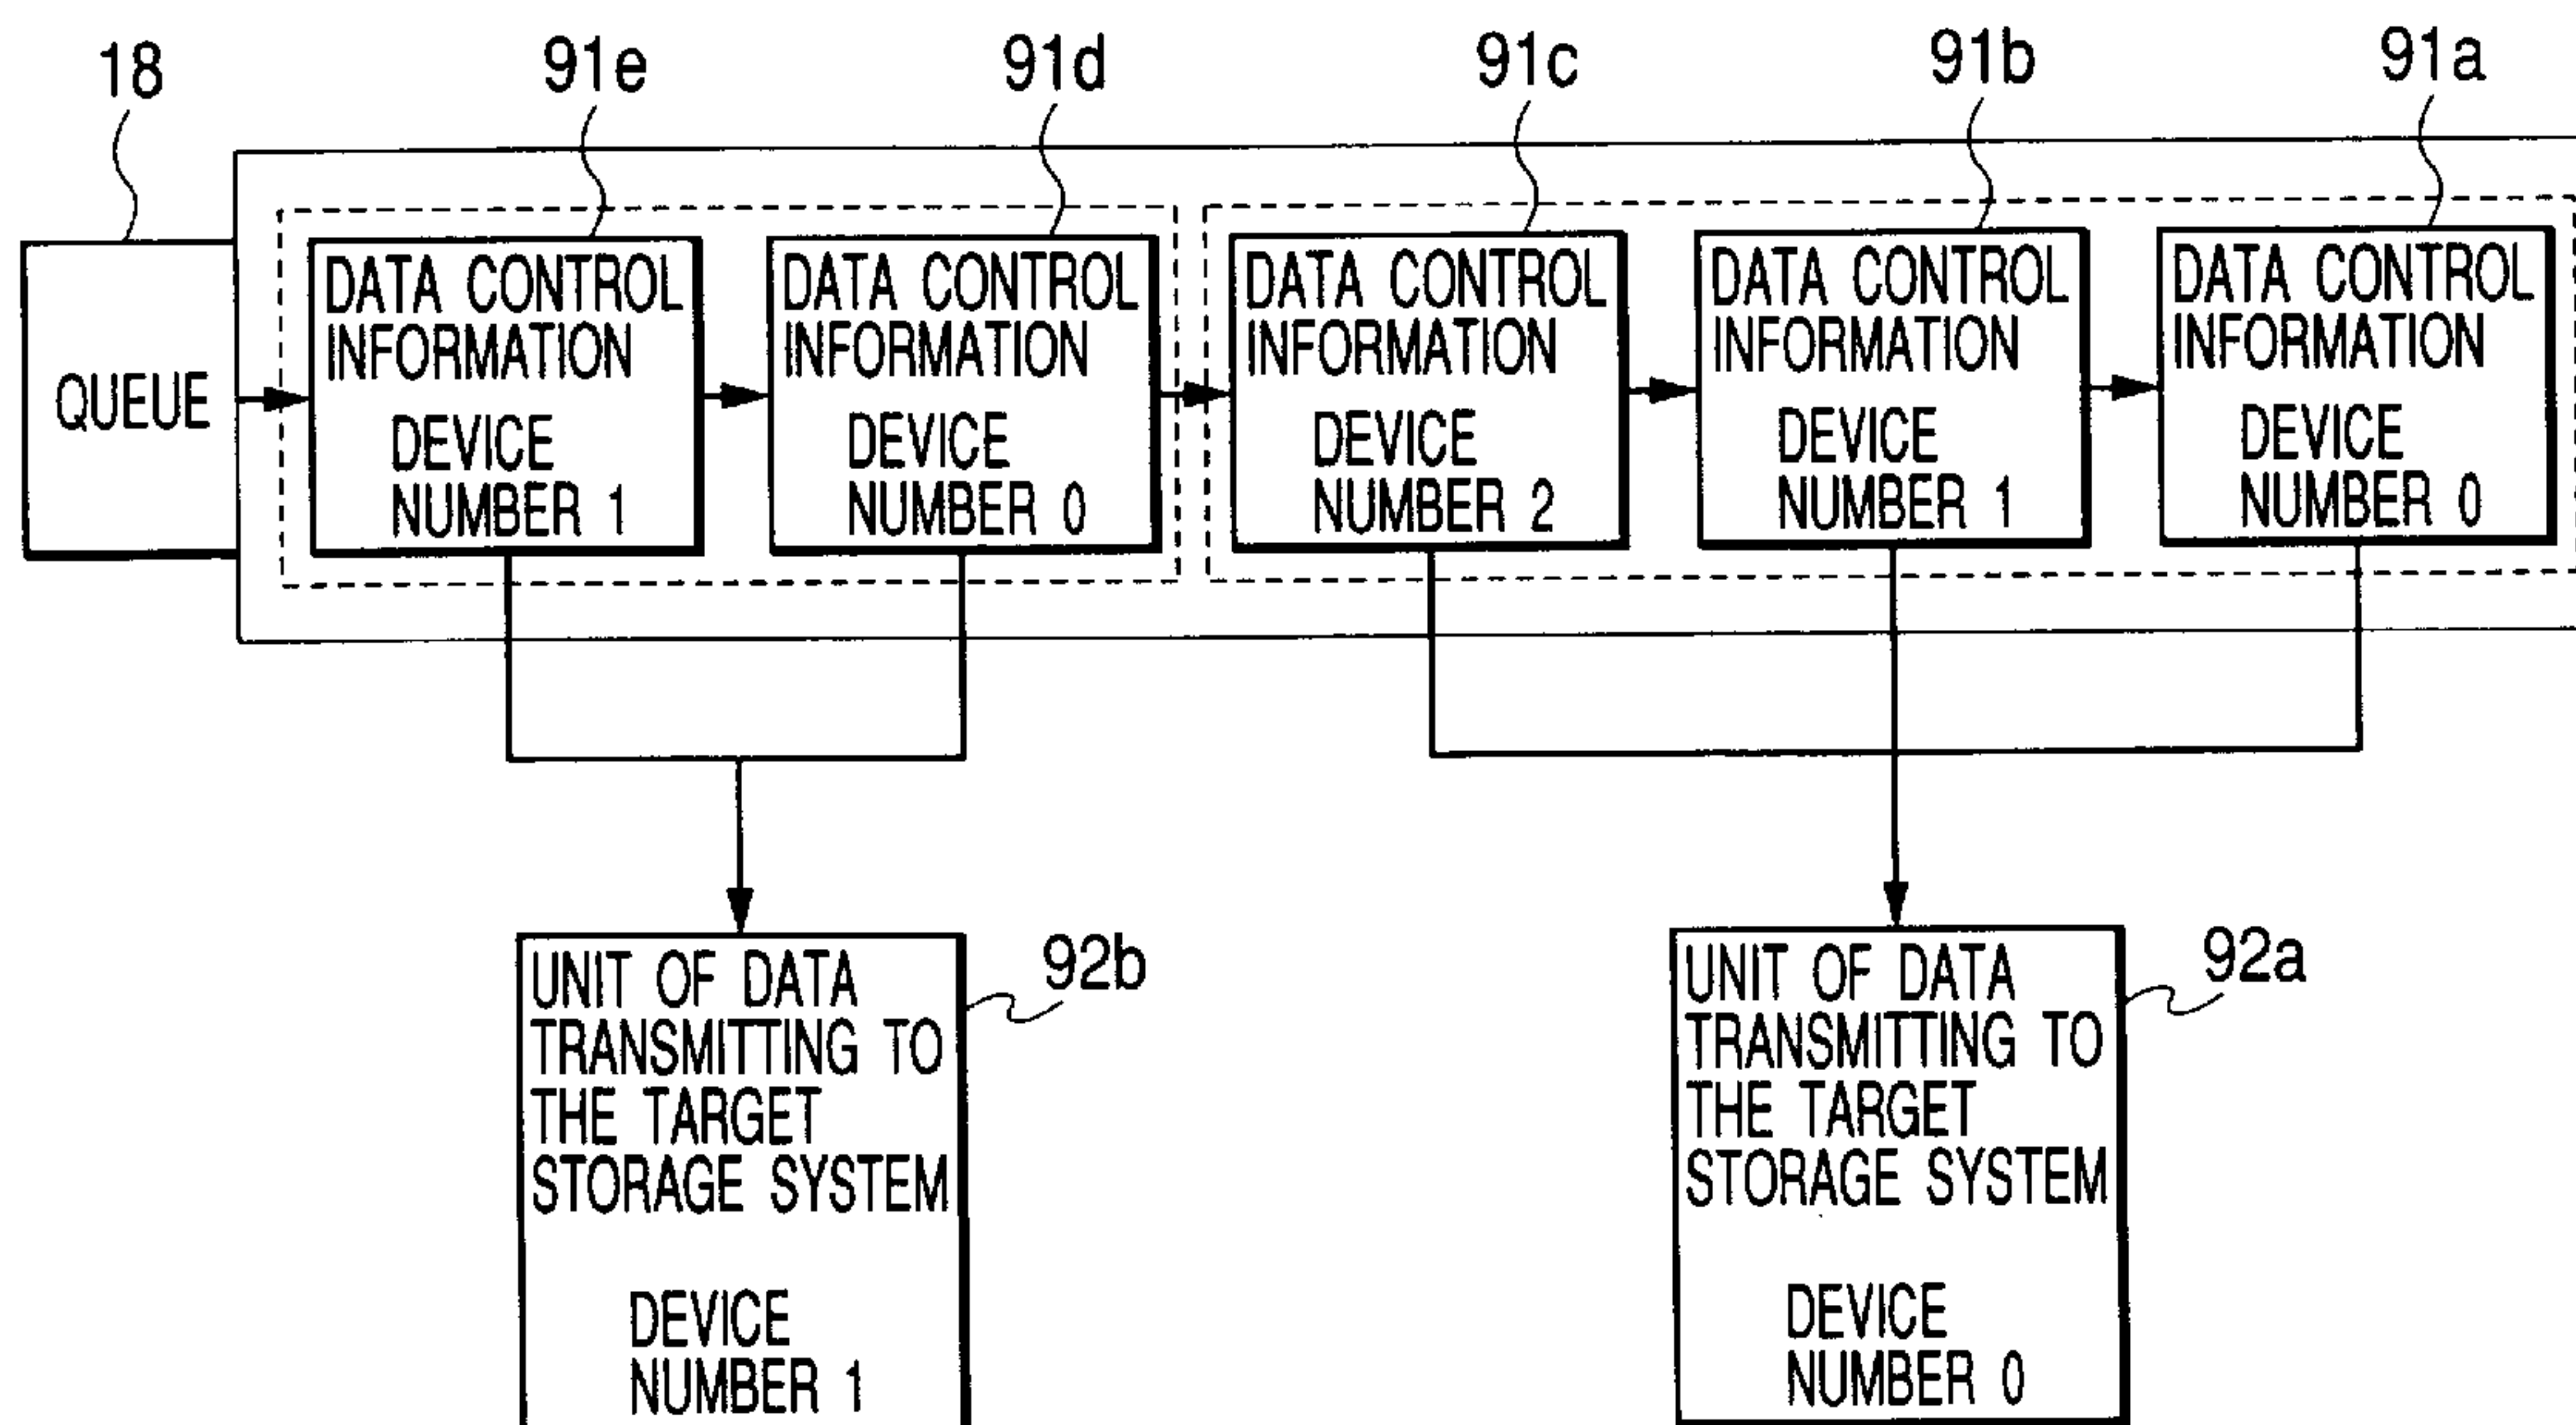 18
91e
91d
91c
91b
91a
QUEUE
DATA CONTROL
INFORMATION
DEVICE
NUMBER 1
DATA CONTROL
INFORMATION
DEVICE
NUMBER 0
DATA CONTROL
INFORMATION
DEVICE
NUMBER 2
DATA CONTROL
INFORMATION
DEVICE
NUMBER 1
DATA CONTROL
INFORMATION
DEVICE
NUMBER 0
92b
UNIT OF DATA
TRANSMITTING TO
THE TARGET
STORAGE SYSTEM
DEVICE
NUMBER 1
92a
UNIT OF DATA
TRANSMITTING TO
THE TARGET
STORAGE SYSTEM
DEVICE
NUMBER 0